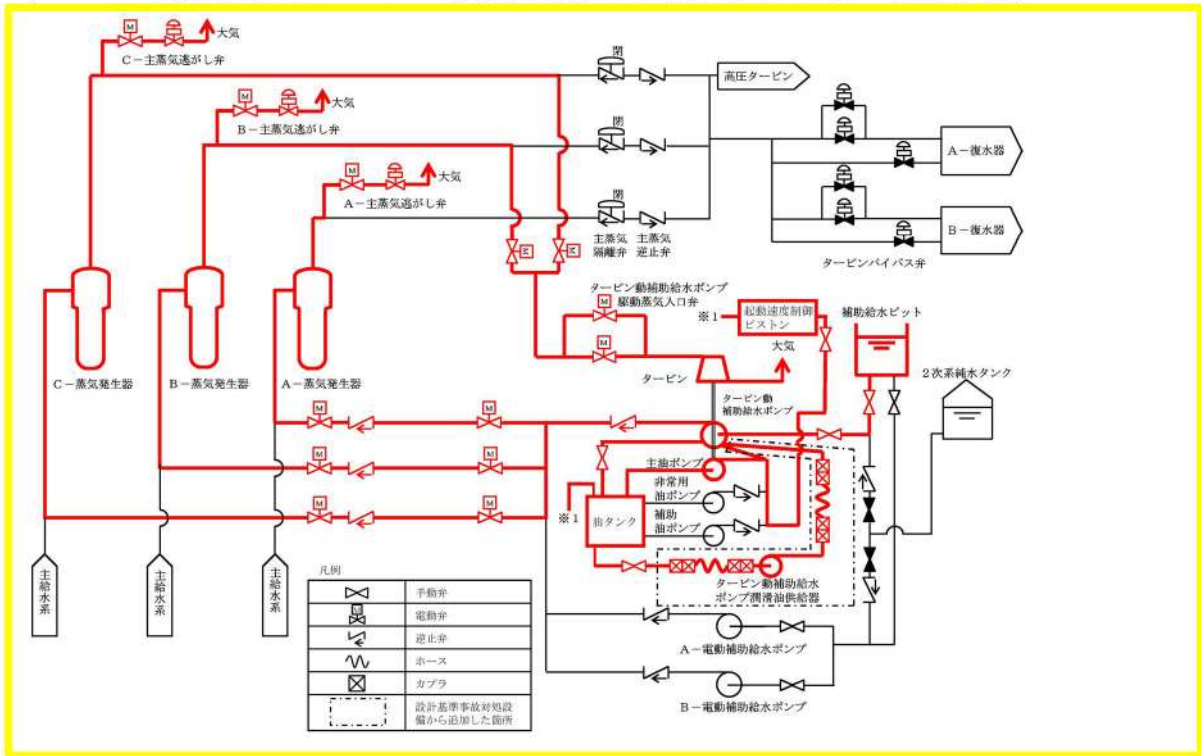 M
大気
C－主蒸気逃がし弁
閉
高圧タービン
M
大気
B－主蒸気逃がし弁
閉
A－復水器
M
大気
A－主蒸気逃がし弁
閉
主蒸気
隔離弁
主蒸気
逆止弁
B－復水器
タービンバイパス弁
M
M
タービン動補助給水ポンプ
駆動蒸気入口弁
M
M
※1
起動速度制御
ピストン
補助給水ピット
大気
タービン
2次系純水タンク
C－蒸気発生器
B－蒸気発生器
A－蒸気発生器
タービン動
補助給水ポンプ
M
M
M
M
M
M
主油ポンプ
非常用
油ポンプ
補助
油ポンプ
※1
油タンク
タービン動補助給水
ポンプ潤滑油供給器
主給水系
主給水系
主給水系
A－電動補助給水ポンプ
B－電動補助給水ポンプ
凡例
手動弁
M
電動弁
逆止弁
ホース
カプラ
設計基準事故対処設
備から追加した箇所